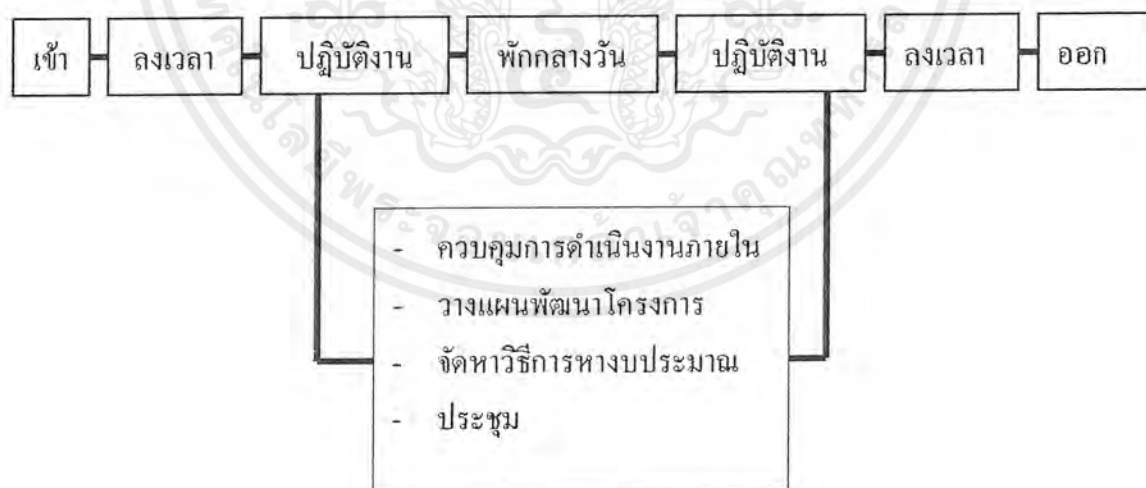 เข้า ลงเวลา ปฏิบัติงาน พักกลางวัน ปฏิบัติงาน ลงเวลา ออก
- ควบคุมการดำเนินงานภายใน
- วางแผนพัฒนาโครงการ
- จัดหาวิธีการหางบประมาณ
- ประชุม